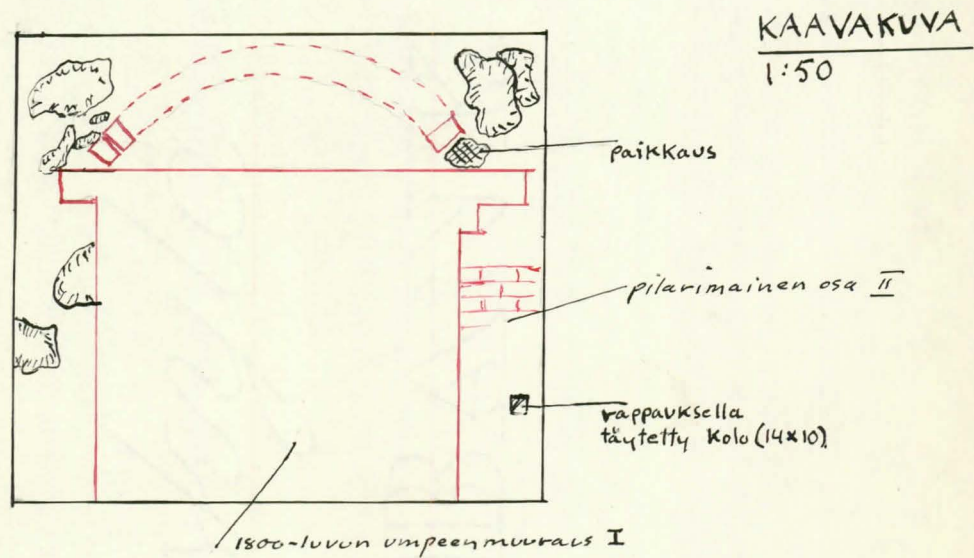 KAAVAKUVA
1:50
paikkaus
pilarimainen osa II
rappauksella
täytetty kolo (14x10)
1800-luvun umpeenmuuraus I